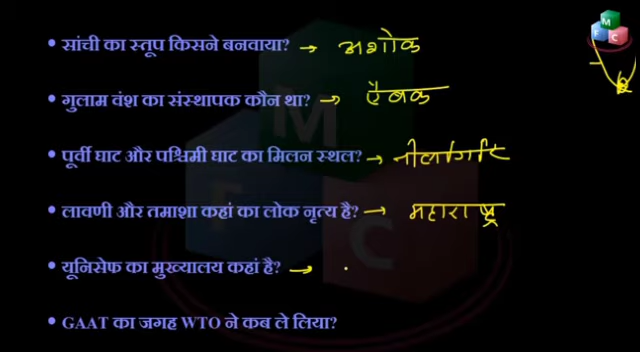 • सांची का स्तूप किसने बनवाया? → अशोक
• गुलाम वंश का संस्थापक कौन था? → ऐबक
• पूर्वी घाट और पश्चिमी घाट का मिलन स्थल? → नीलगिरि
• लावणी और तमाशा कहां का लोक नृत्य है? → महाराष्ट्र
• यूनिसेफ का मुख्यालय कहां है? →
• GAAT का जगह WTO ने कब ले लिया?
M
F
C